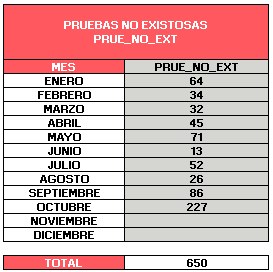 PRUEBAS NO EXISTOSAS
PRUE_NO_EXT
MES PRUE_NO_EXT
ENERO 64
FEBRERO 34
MARZO 32
ABRIL 45
MAYO 71
JUNIO 13
JULIO 52
AGOSTO 26
SEPTIEMBRE 86
OCTUBRE 227
NOVIEMBRE
DICIEMBRE
TOTAL 650